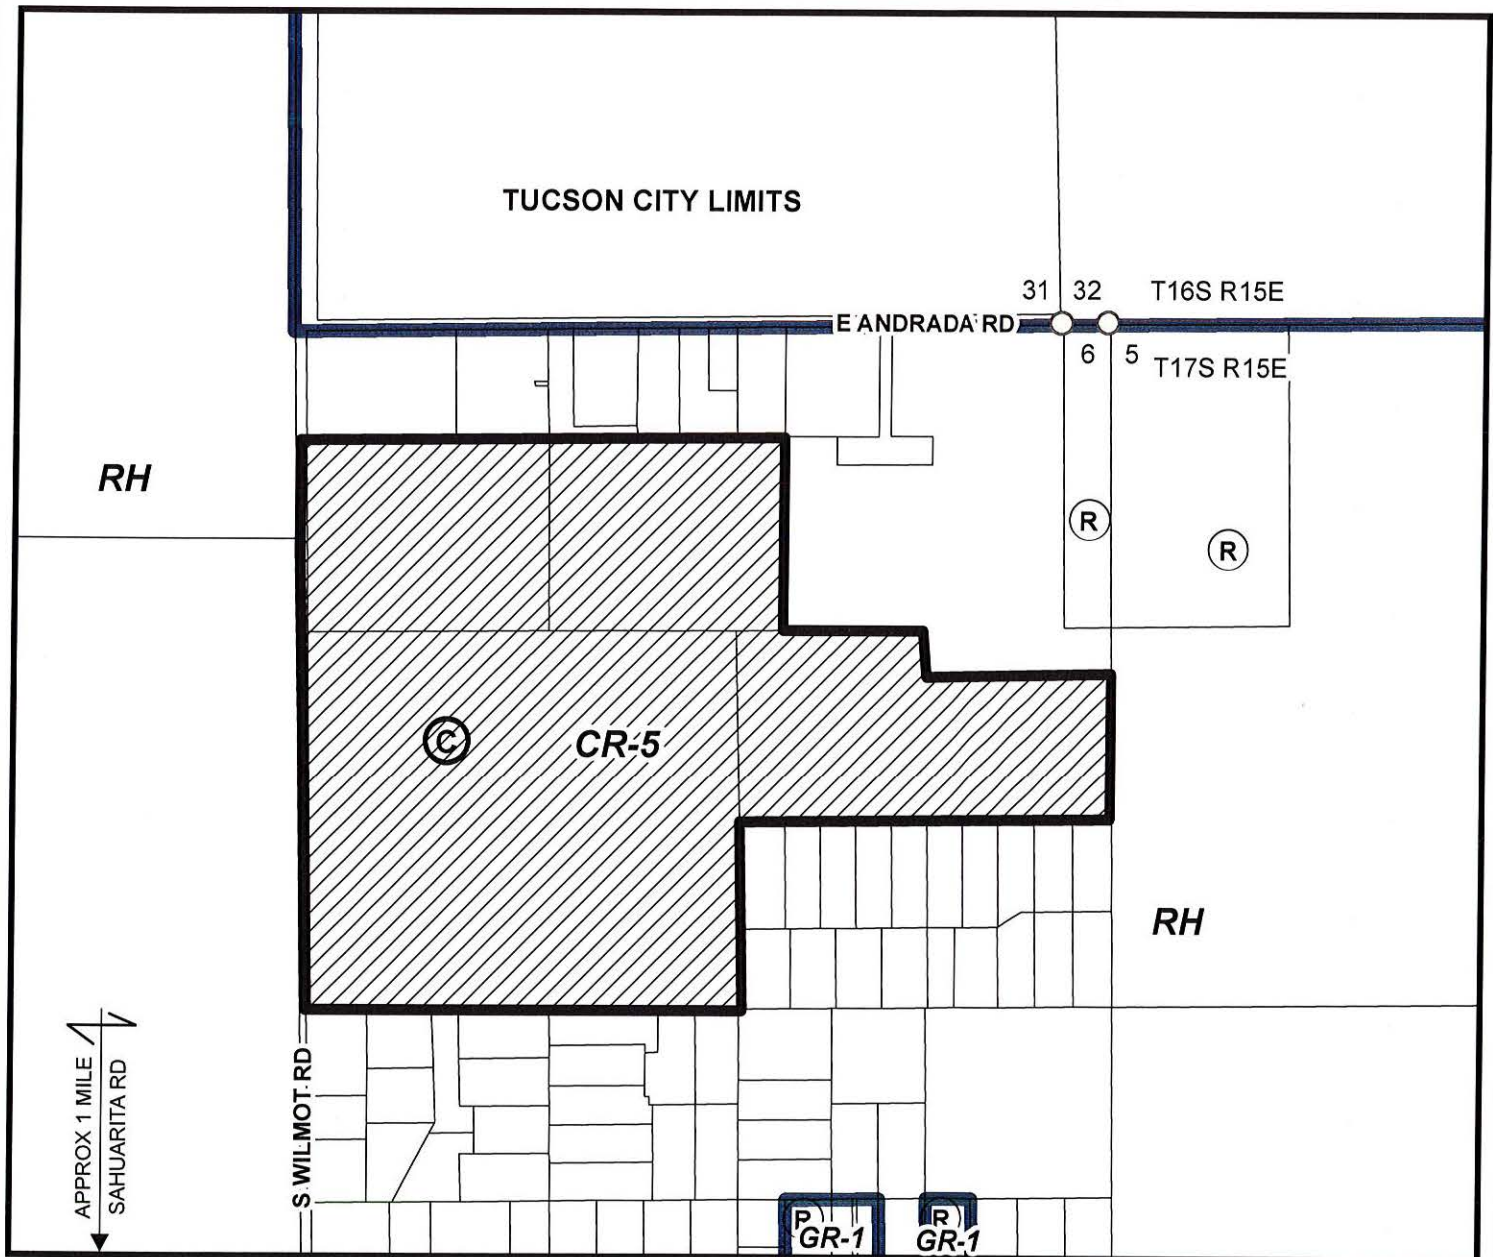 TUCSON CITY LIMITS
31 32 T16S R15E
E ANDRADA RD
6 5 T17S R15E
RH
R
R
C
CR-5
RH
APPROX 1 MILE
SAHUARITA RD
S WILMOT RD
R
GR-1
GR-1